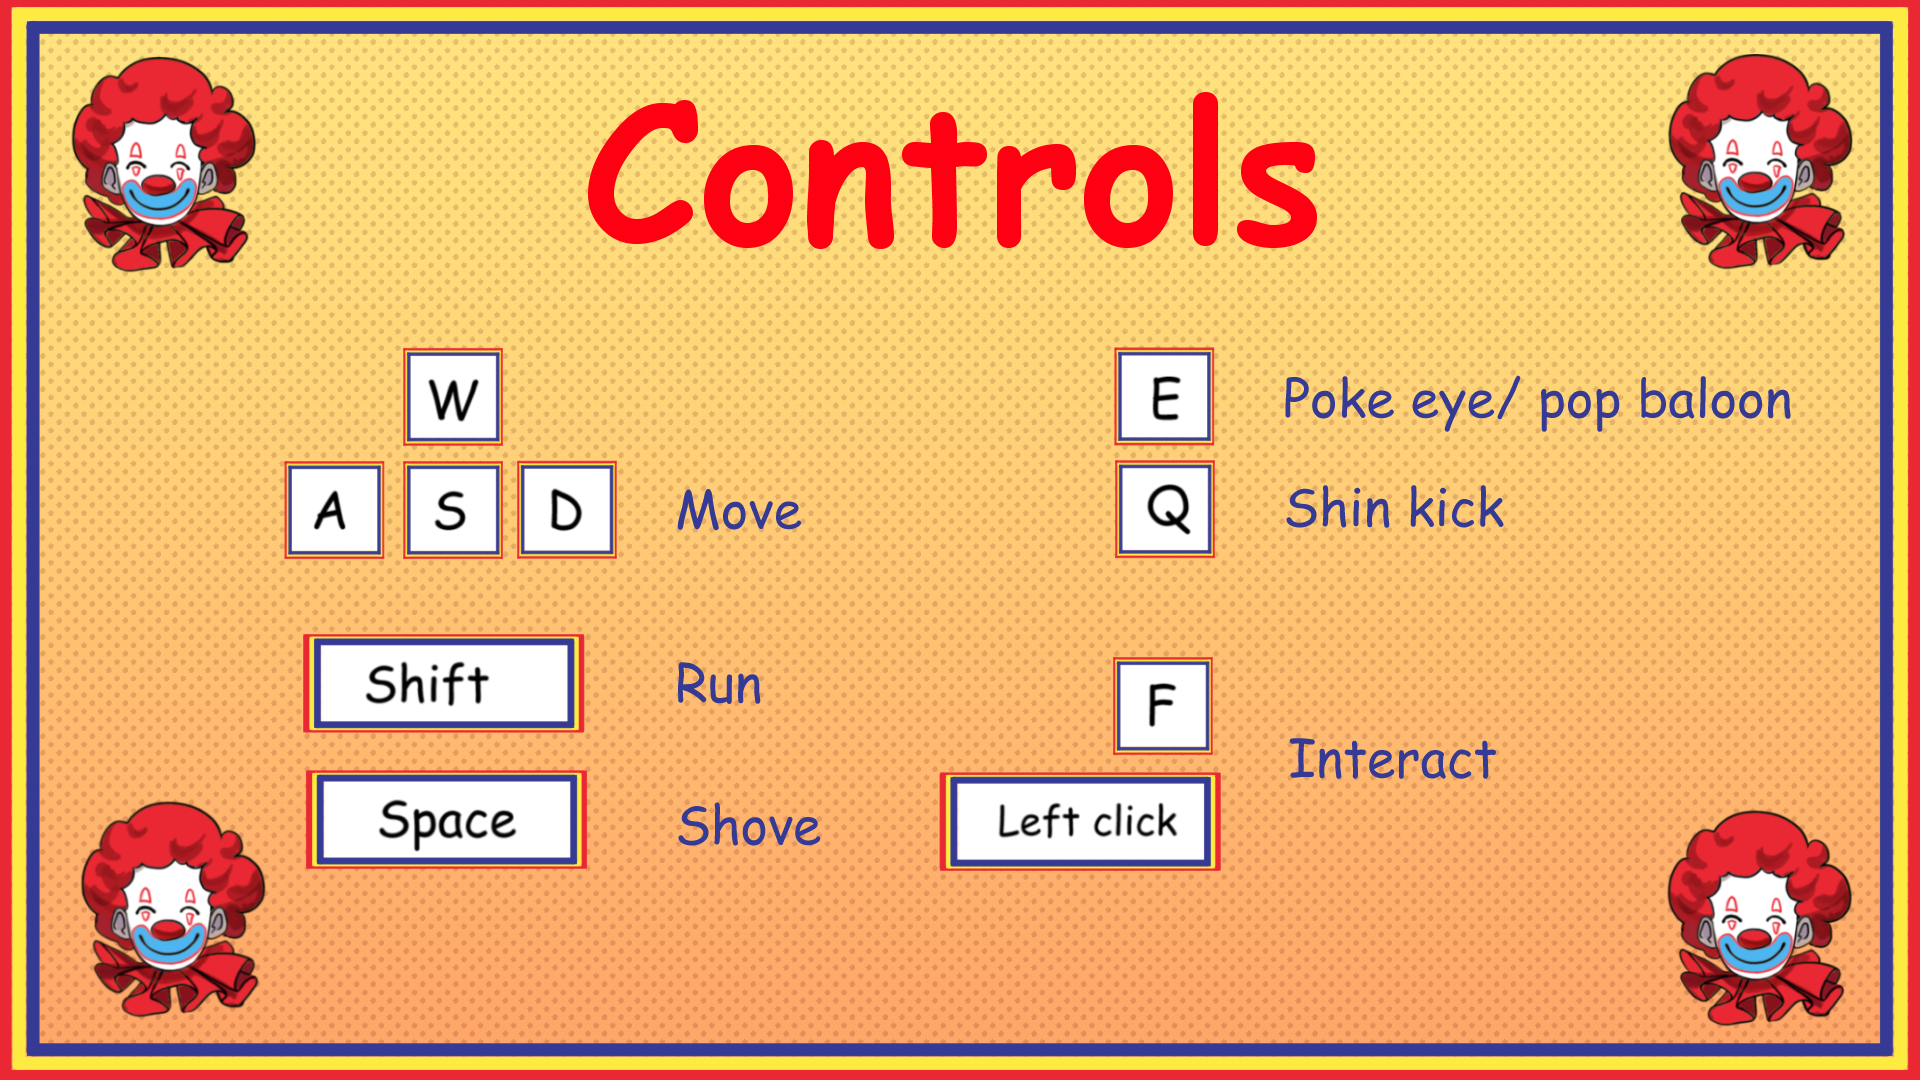 Controls
W
A S D Move
Shift Run
Space Shove
E Poke eye/ pop baloon
Q Shin kick
F
Interact
Left click